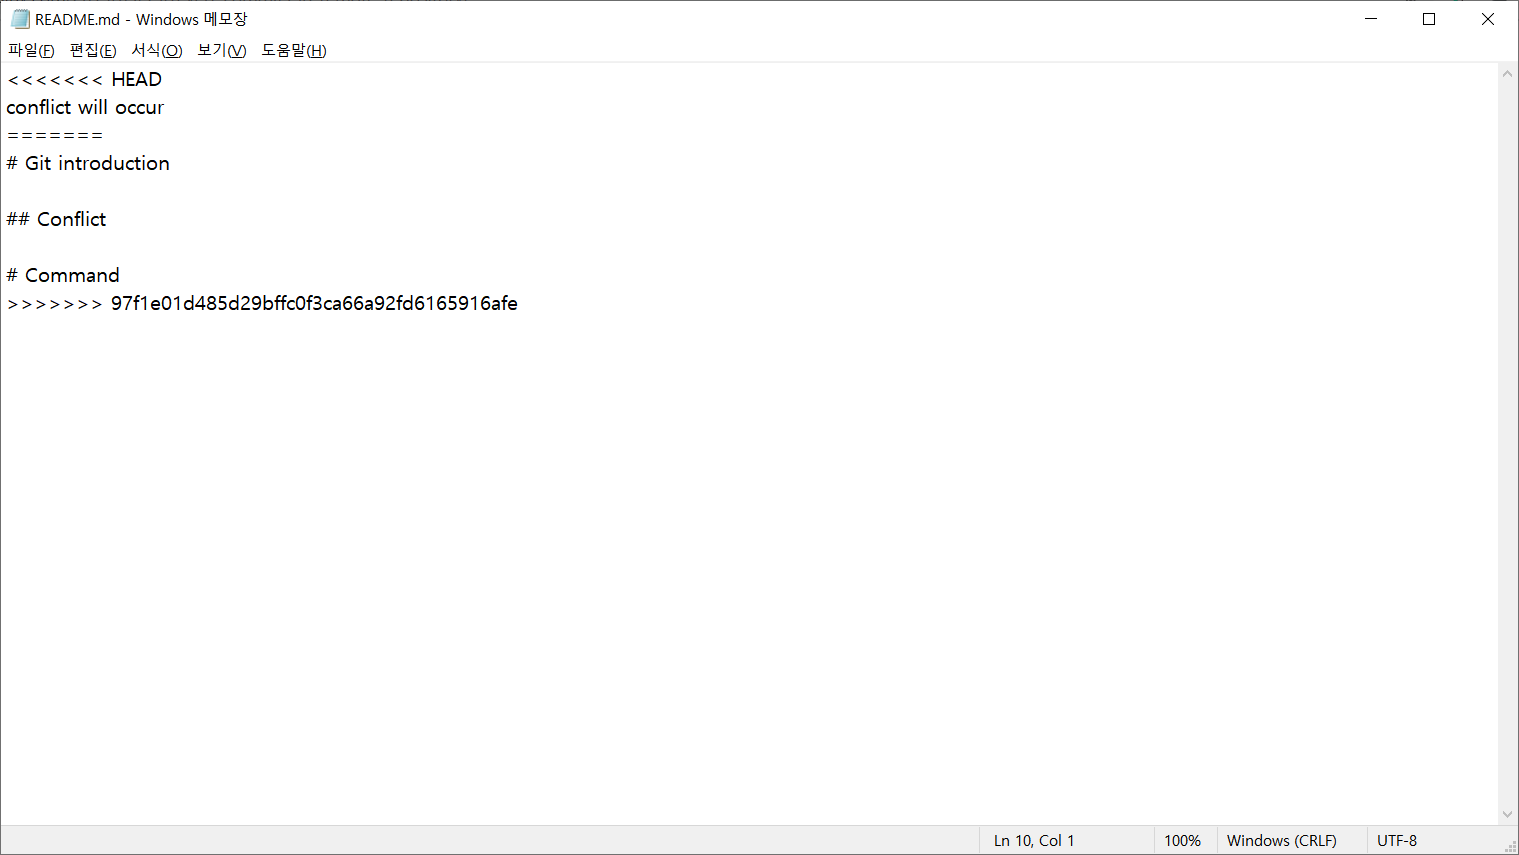 README.md - Windows 메모장
파일(F) 편집(E) 서식(O) 보기(V) 도움말(H)
<<<<<<< HEAD
conflict will occur
=======
# Git introduction
## Conflict
# Command
>>>>>>> 97f1e01d485d29bffc0f3ca66a92fd6165916afe
Ln 10, Col 1 100% Windows (CRLF) UTF-8